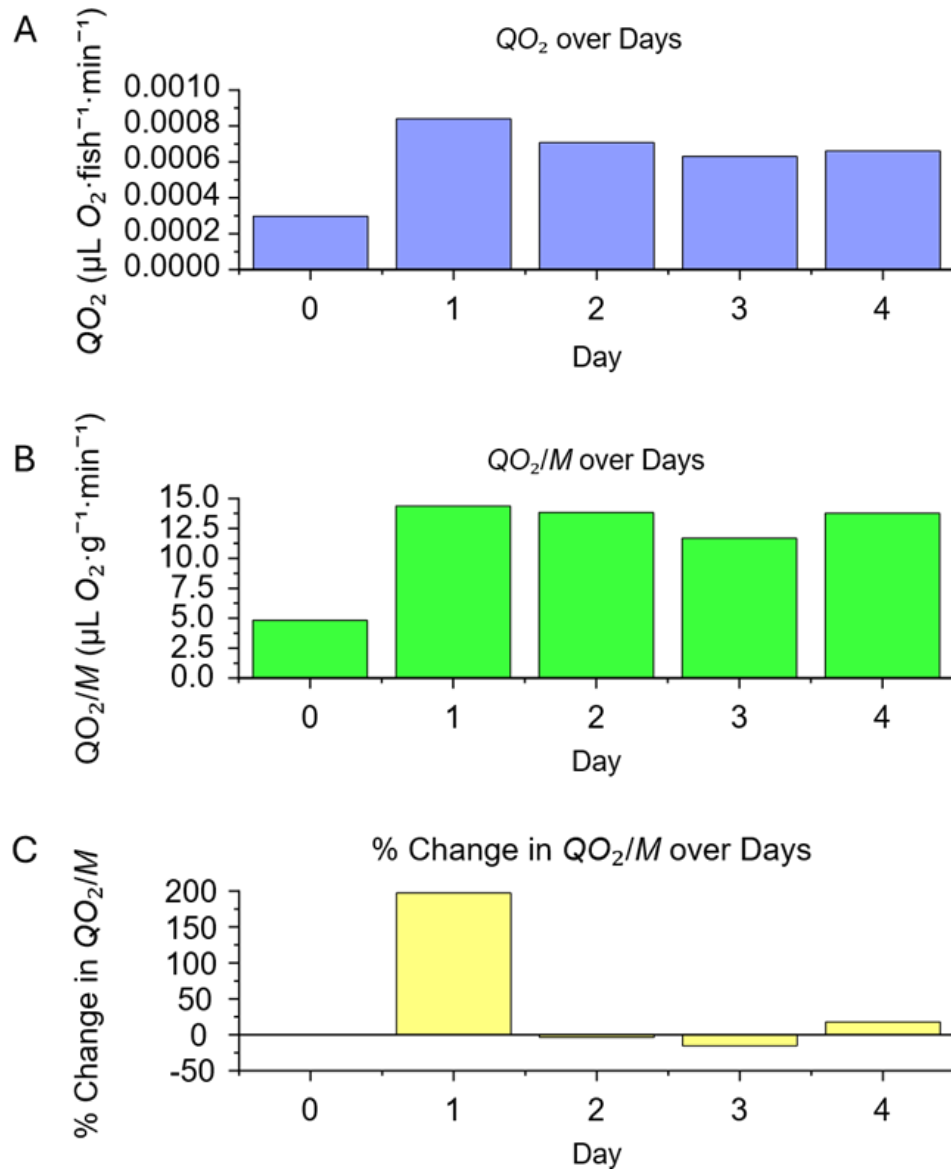 A
QO₂ over Days
QO₂ (µL O₂·fish⁻¹·min⁻¹)
0.0010
0.0008
0.0006
0.0004
0.0002
0.0000
0 1 2 3 4
Day
B
QO₂/M over Days
QO₂/M (µL O₂·g⁻¹·min⁻¹)
15.0
12.5
10.0
7.5
5.0
2.5
0.0
0 1 2 3 4
Day
C
% Change in QO₂/M over Days
% Change in QO₂/M
200
150
100
50
0
-50
0 1 2 3 4
Day